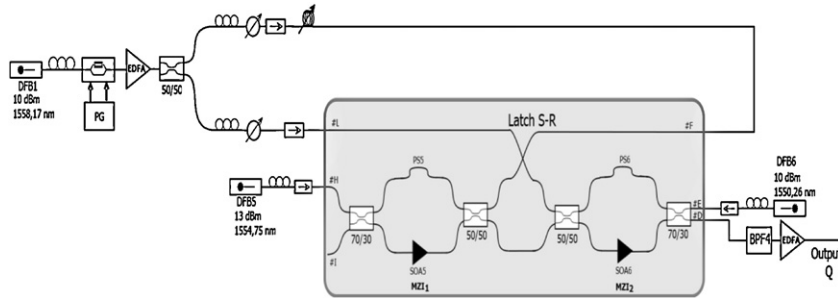 DFB1
10 dBm
1558,17 nm
PG
EDFA
50/50
Latch S-R
#L
#F
DFB5
13 dBm
1554,75 nm
#H
#I
70/30
PS5
SOA5
MZI1
50/50
50/50
PS6
SOA6
MZI2
70/30
#E
#D
DFB6
10 dBm
1550,26 nm
BPF4
EDFA
Output
Q